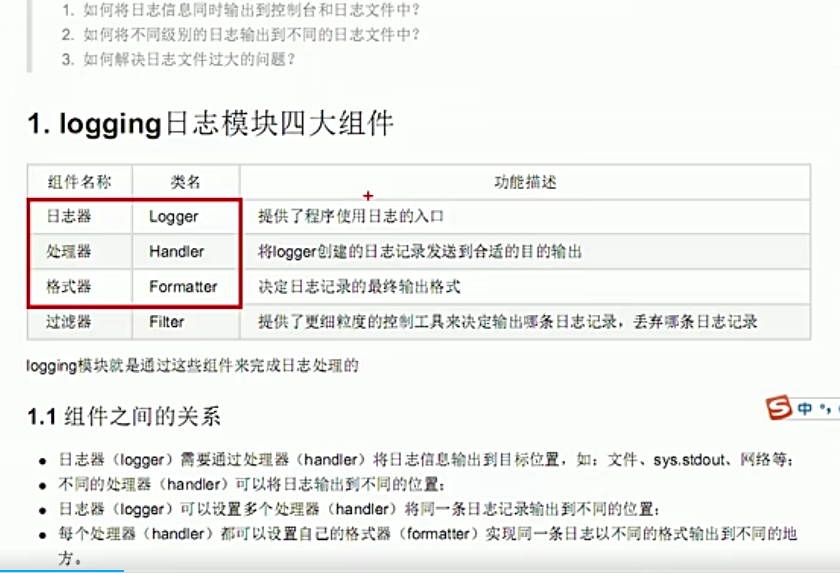 1. 如何将日志信息同时输出到控制台和日志文件中?
2. 如何将不同级别的日志输出到不同的日志文件中?
3. 如何解决日志文件过大的问题?
1. logging日志模块四大组件
组件名称 类名 功能描述
日志器 Logger 提供了程序使用日志的入口
处理器 Handler 将logger创建的日志记录发送到合适的目的输出
格式器 Formatter 决定日志记录的最终输出格式
过滤器 Filter 提供了更细粒度的控制工具来决定输出哪条日志记录，丢弃哪条日志记录
logging模块就是通过这些组件来完成日志处理的
1.1 组件之间的关系
日志器（logger）需要通过处理器（handler）将日志信息输出到目标位置，如：文件、sys.stdout、网络等；
不同的处理器（handler）可以将日志输出到不同的位置；
日志器（logger）可以设置多个处理器（handler）将同一条日志记录输出到不同的位置；
每个处理器（handler）都可以设置自己的格式器（formatter）实现同一条日志以不同的格式输出到不同的地
方。
中